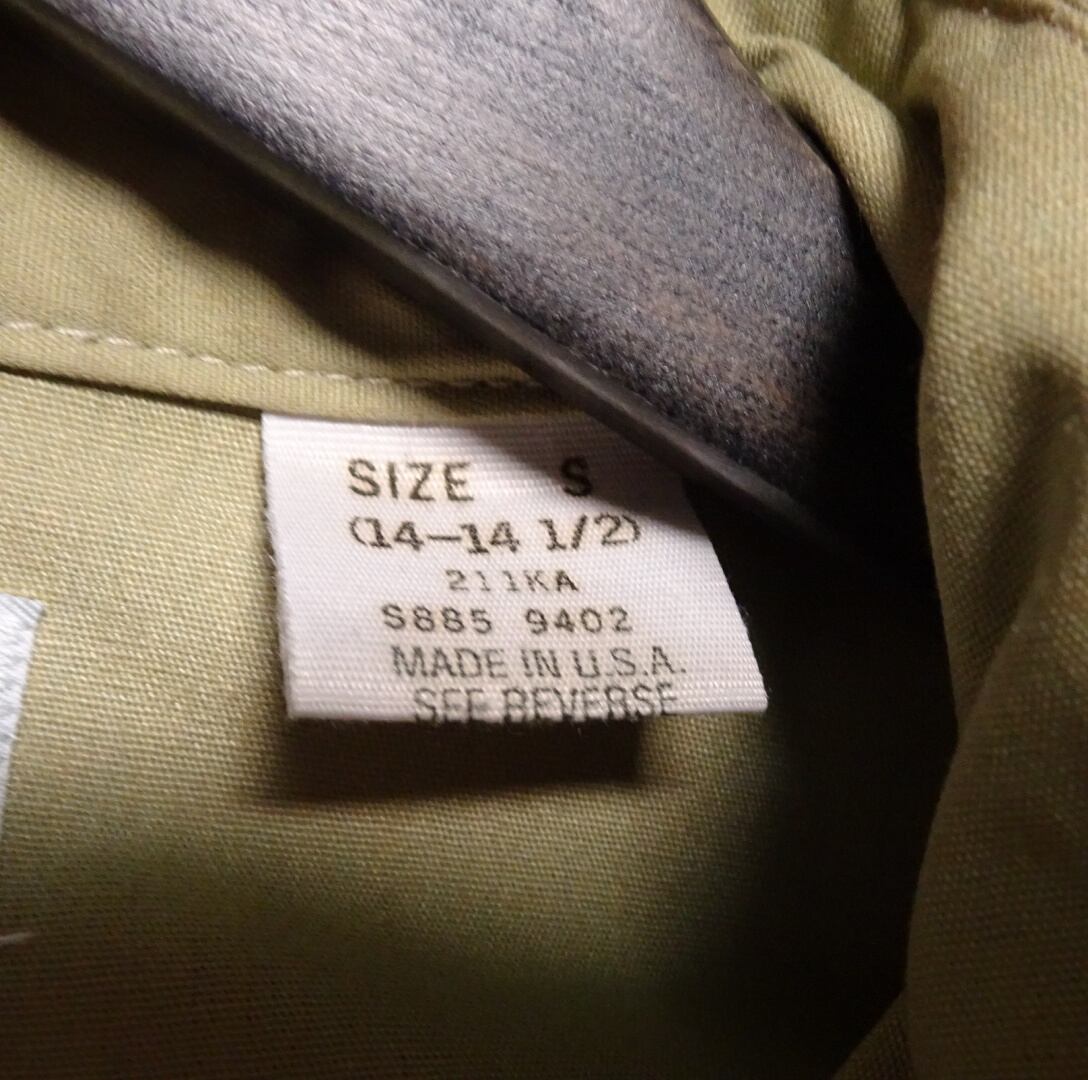 SIZE S
(14-14 1/2)
211KA
S885 9402
MADE IN U.S.A.
SEE REVERSE